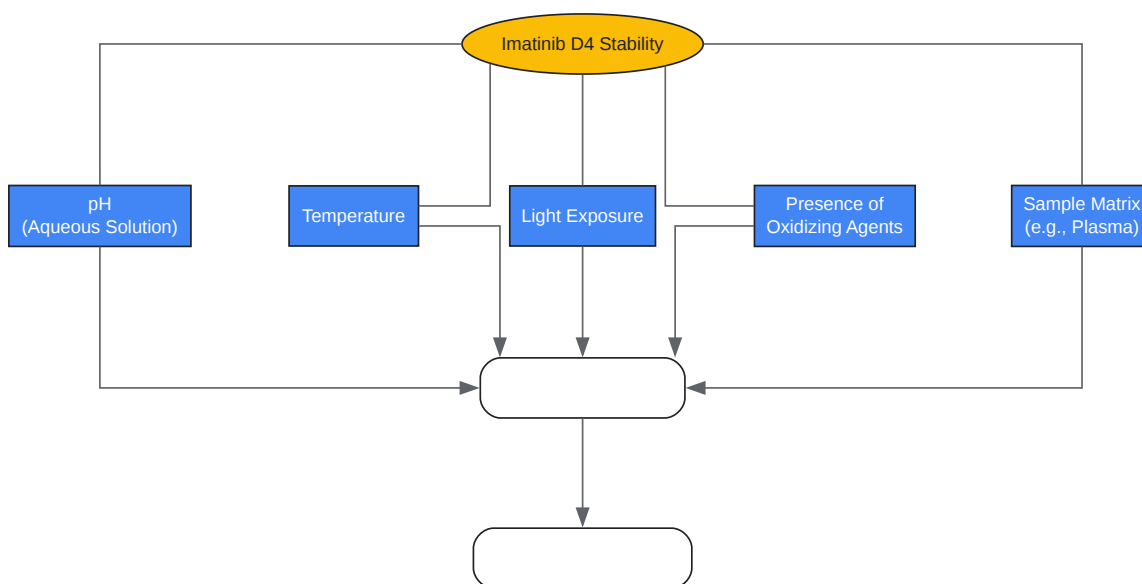 Imatinib D4 Stability
pH
(Aqueous Solution)
Temperature
Light Exposure
Presence of
Oxidizing Agents
Sample Matrix
(e.g., Plasma)